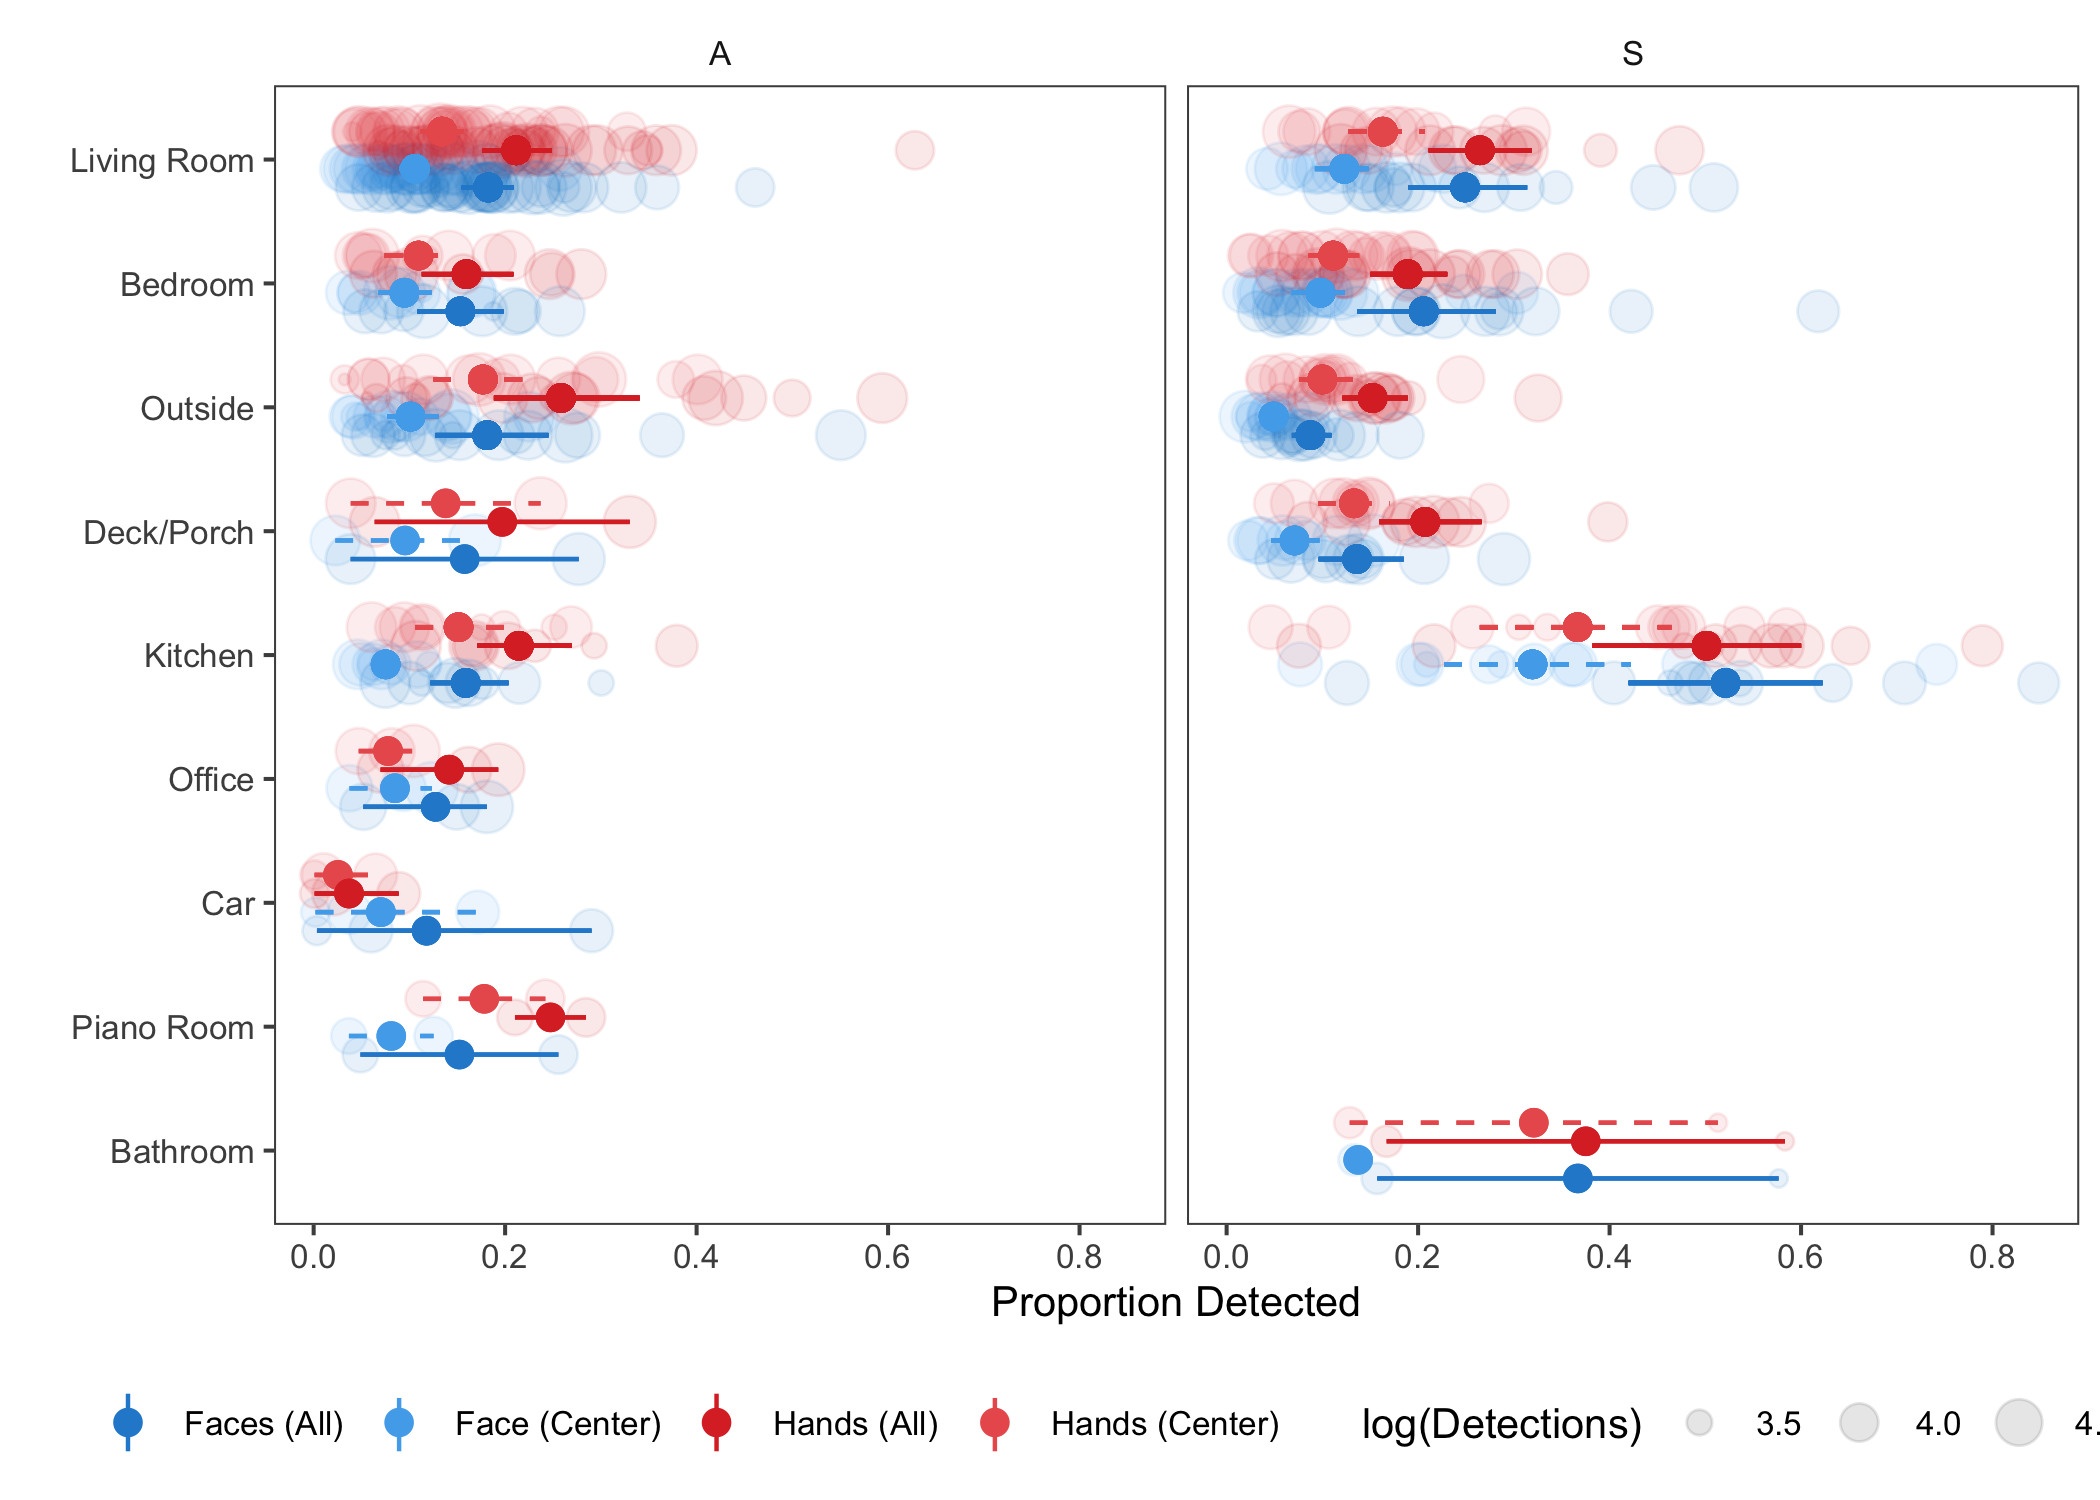 A
S
Living Room
Bedroom
Outside
Deck/Porch
Kitchen
Office
Car
Piano Room
Bathroom
0.0 0.2 0.4 0.6 0.8 0.0 0.2 0.4 0.6 0.8
Proportion Detected
Faces (All) Face (Center) Hands (All) Hands (Center) log(Detections) 3.5 4.0 4.